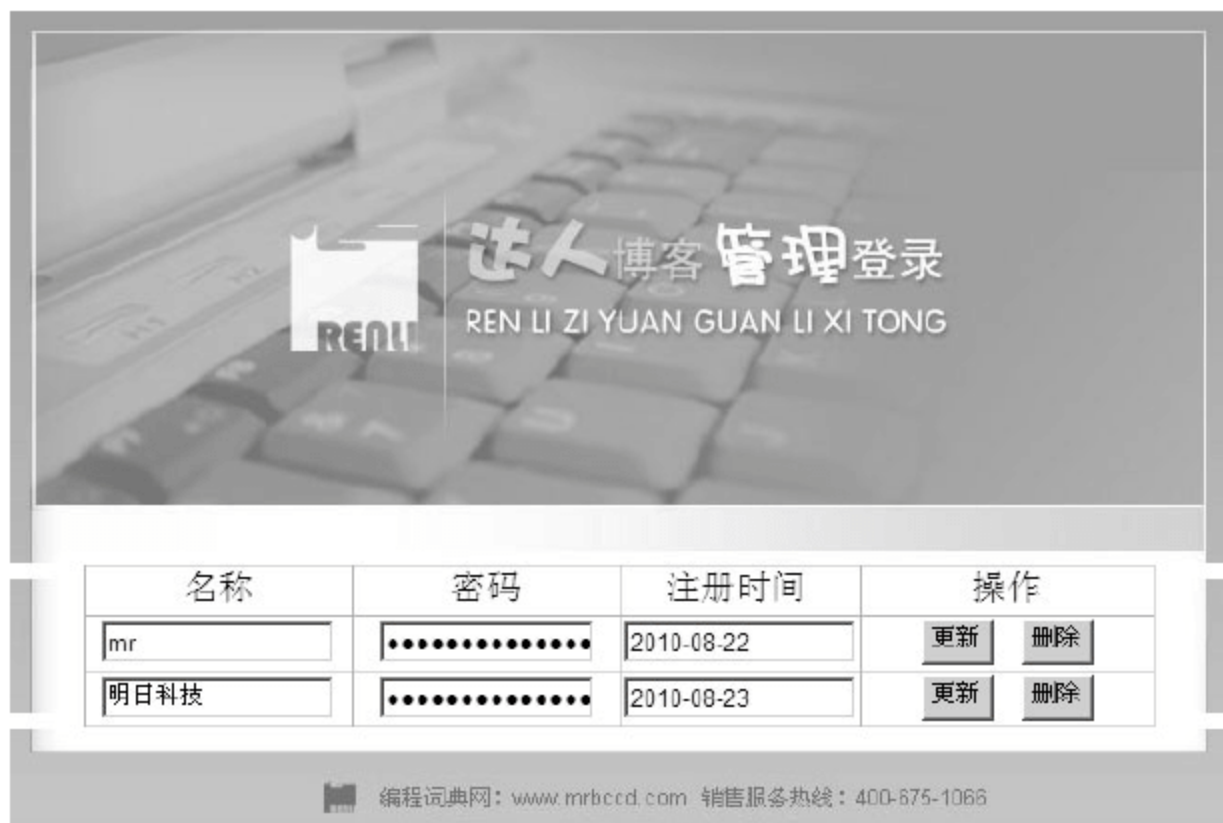 达人博客管理登录
RENLI
REN LI ZI YUAN GUAN LI XI TONG
名称 密码 注册时间 操作
mr •••••••••••••• 2010-08-22 更新 删除
明日科技 •••••••••••••• 2010-08-23 更新 删除
编程词典网：www.mrbccd.com 销售服务热线：400-675-1066